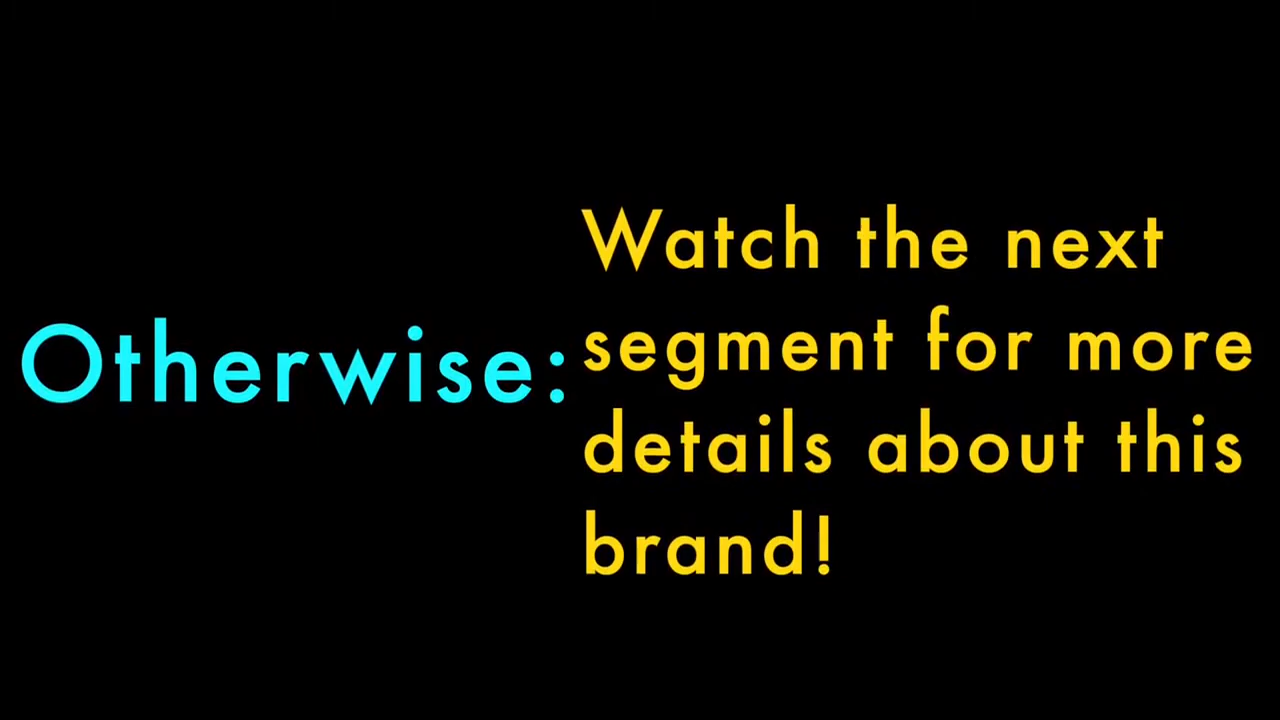 Otherwise:
Watch the next
segment for more
details about this
brand!